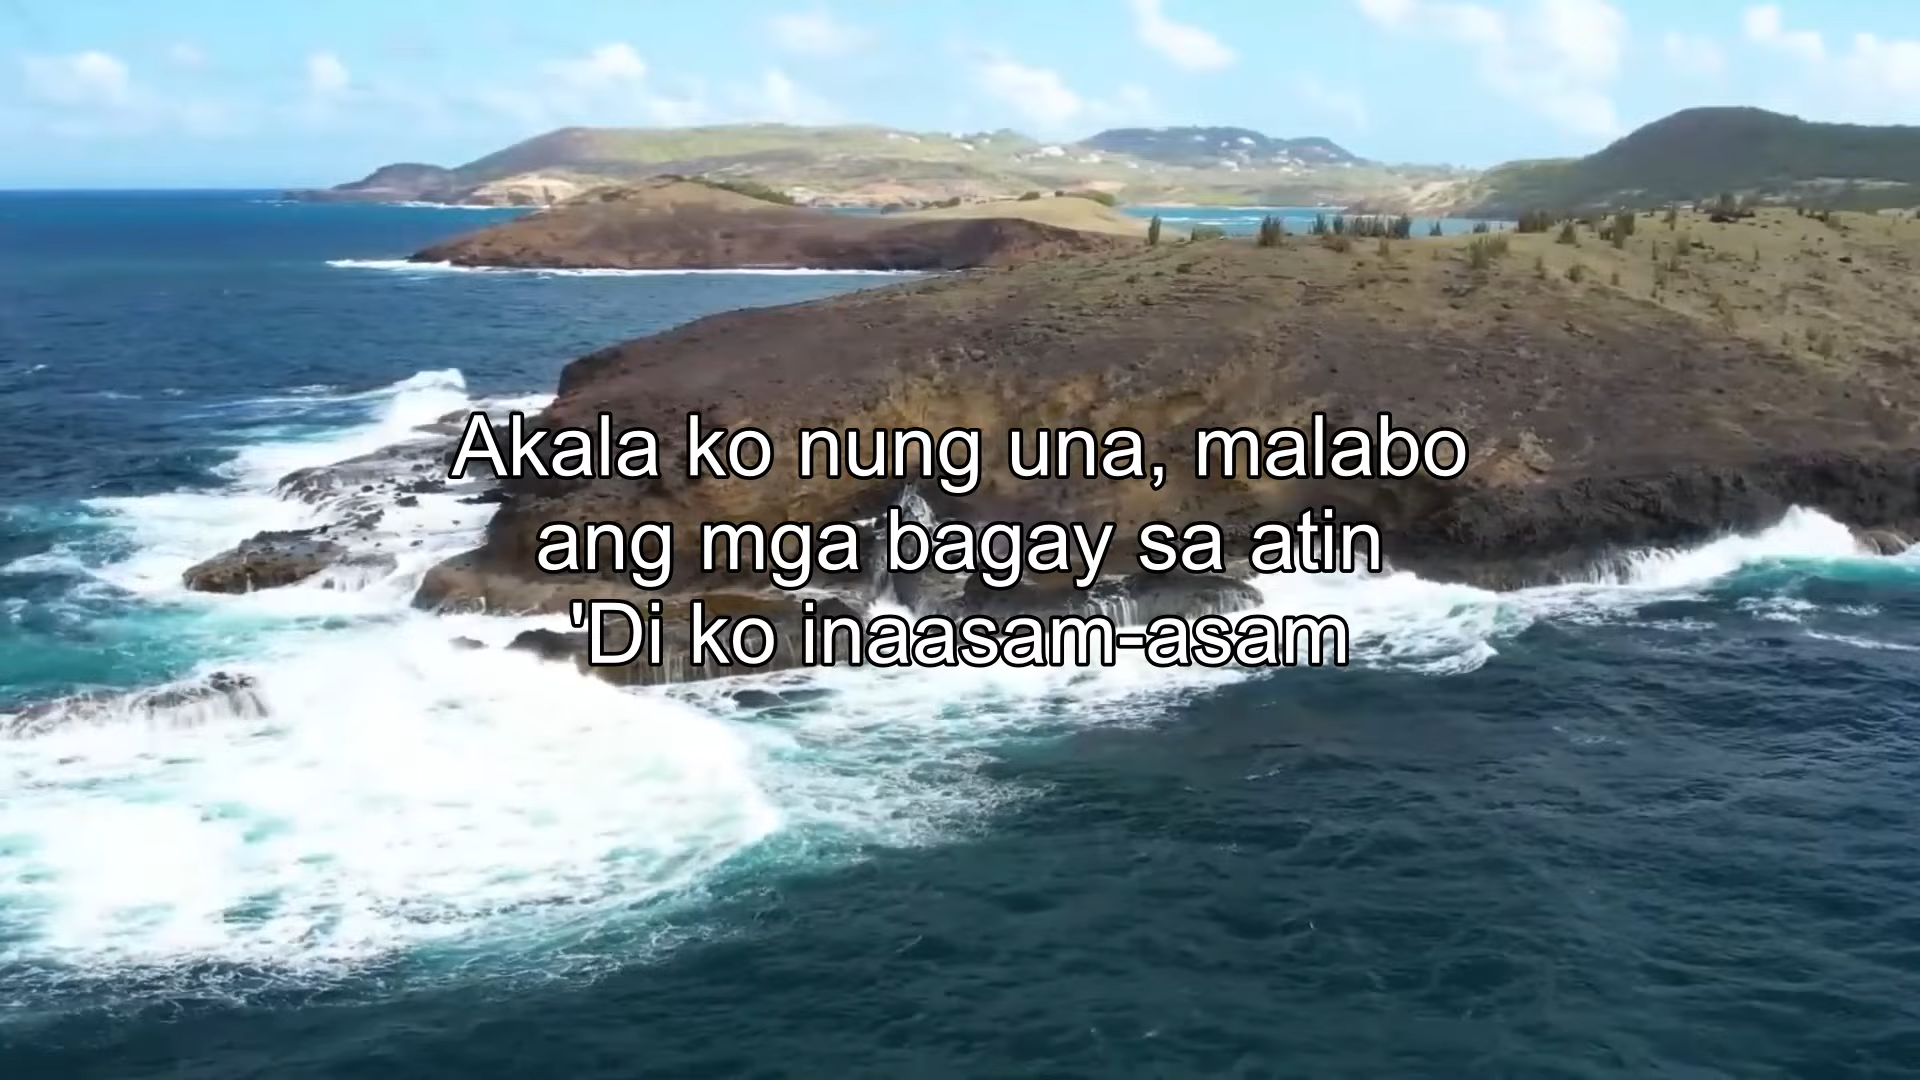 Akala ko nung una, malabo
ang mga bagay sa atin
'Di ko inaasam-asam